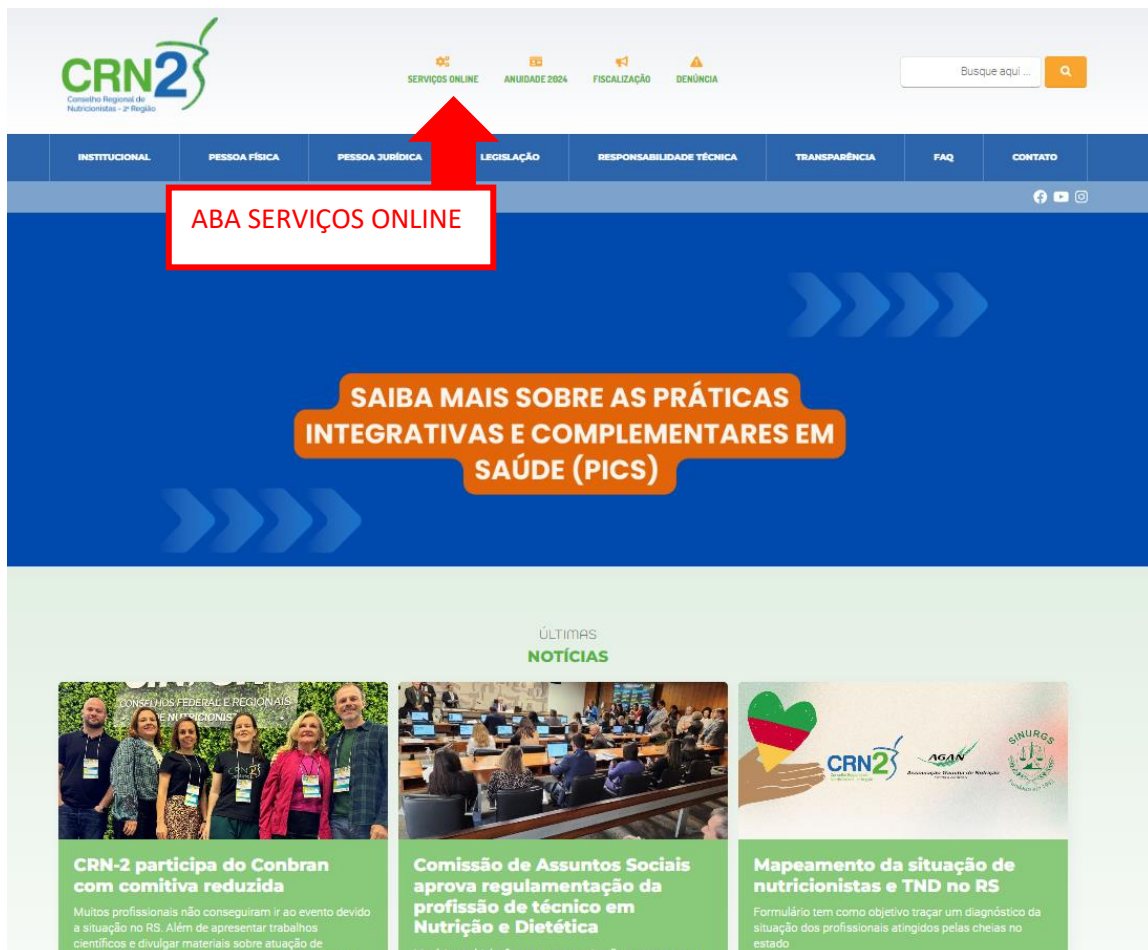 CRN2
Conselho Regional de
Nutricionistas - 2ª Região
SERVIÇOS ONLINE
ANUIDADE 2024
FISCALIZAÇÃO
DENÚNCIA
Busque aqui ...
INSTITUCIONAL
PESSOA FÍSICA
PESSOA JURÍDICA
LEGISLAÇÃO
RESPONSABILIDADE TÉCNICA
TRANSPARÊNCIA
FAQ
CONTATO
ABA SERVIÇOS ONLINE
SAIBA MAIS SOBRE AS PRÁTICAS
INTEGRATIVAS E COMPLEMENTARES EM
SAÚDE (PICS)
ÚLTIMAS
NOTÍCIAS
CONSELHOS FEDERAL E REGIONAIS
CRN2
AGAN
SINURGS
CRN-2 participa do Conbran
com comitiva reduzida
Muitos profissionais não conseguiram ir ao evento devido
a situação no RS. Além de apresentar trabalhos
científicos e divulgar materiais sobre atuação de
Comissão de Assuntos Sociais
aprova regulamentação da
profissão de técnico em
Nutrição e Dietética
Mapeamento da situação de
nutricionistas e TND no RS
Formulário tem como objetivo traçar um diagnóstico da
situação dos profissionais atingidos pelas cheias no
estado